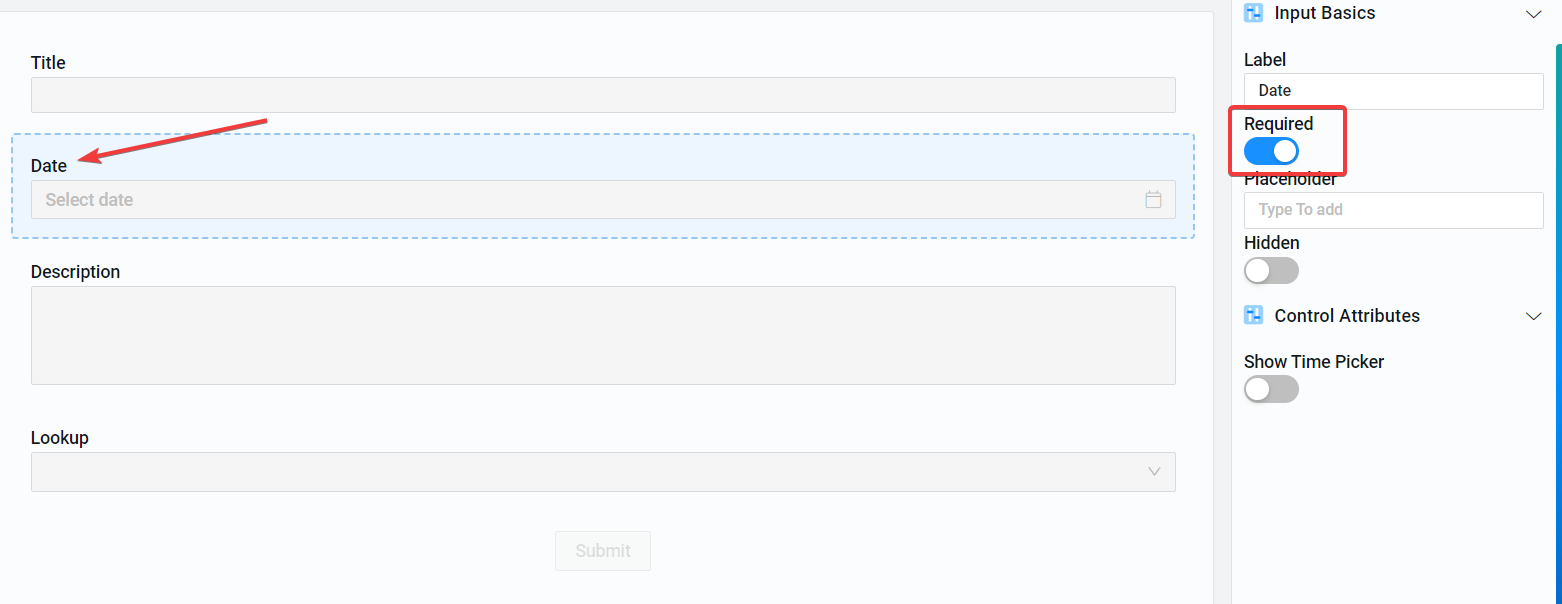 Title
Date
Select date
Description
Lookup
Submit
Input Basics
Label
Date
Required
Placeholder
Type To add
Hidden
Control Attributes
Show Time Picker